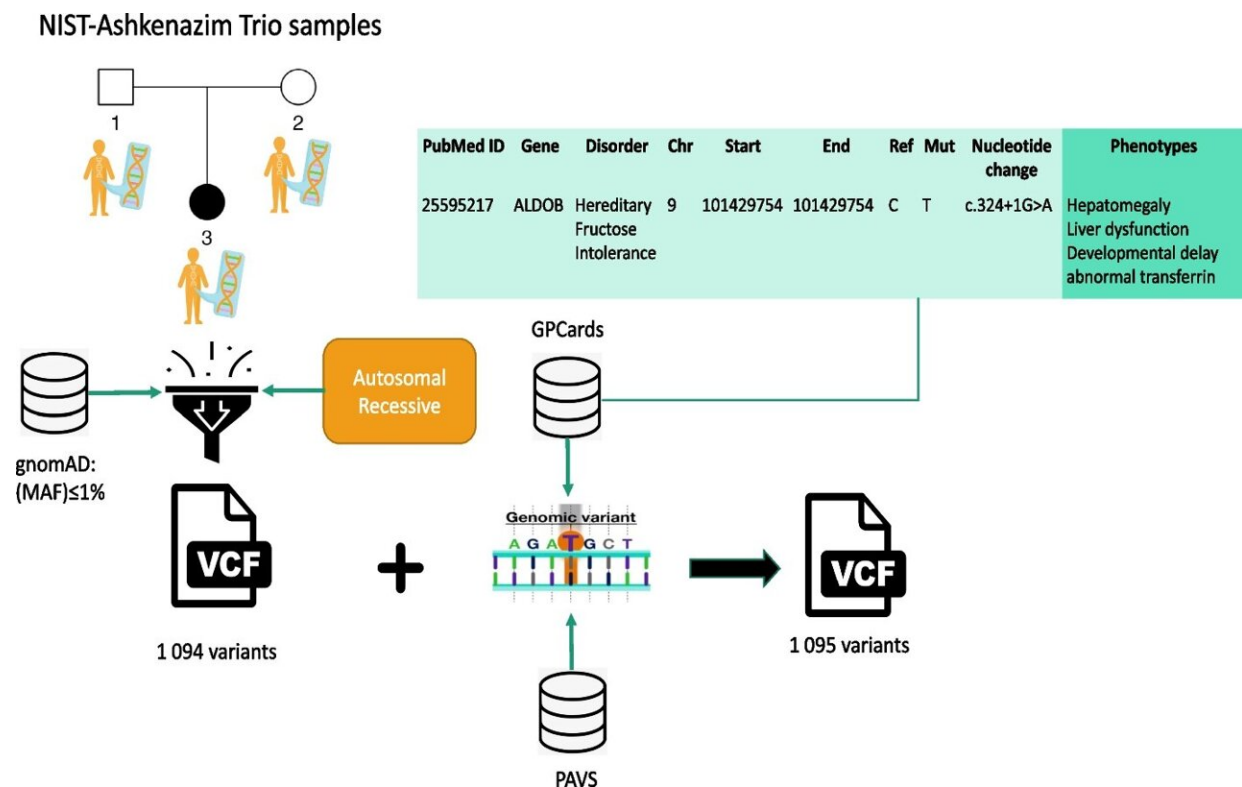 NIST-Ashkenazim Trio samples
1
2
3
PubMed ID Gene Disorder Chr Start End Ref Mut Nucleotide change Phenotypes
25595217 ALDOB Hereditary 9 101429754 101429754 C T c.324+1G>A Hepatomegaly
Fructose Liver dysfunction
Intolerance Developmental delay
abnormal transferrin
GPCards
Autosomal
Recessive
gnomAD:
(MAF)≤1%
Genomic variant
A G A T G C T
VCF
VCF
1 094 variants
1 095 variants
PAVS